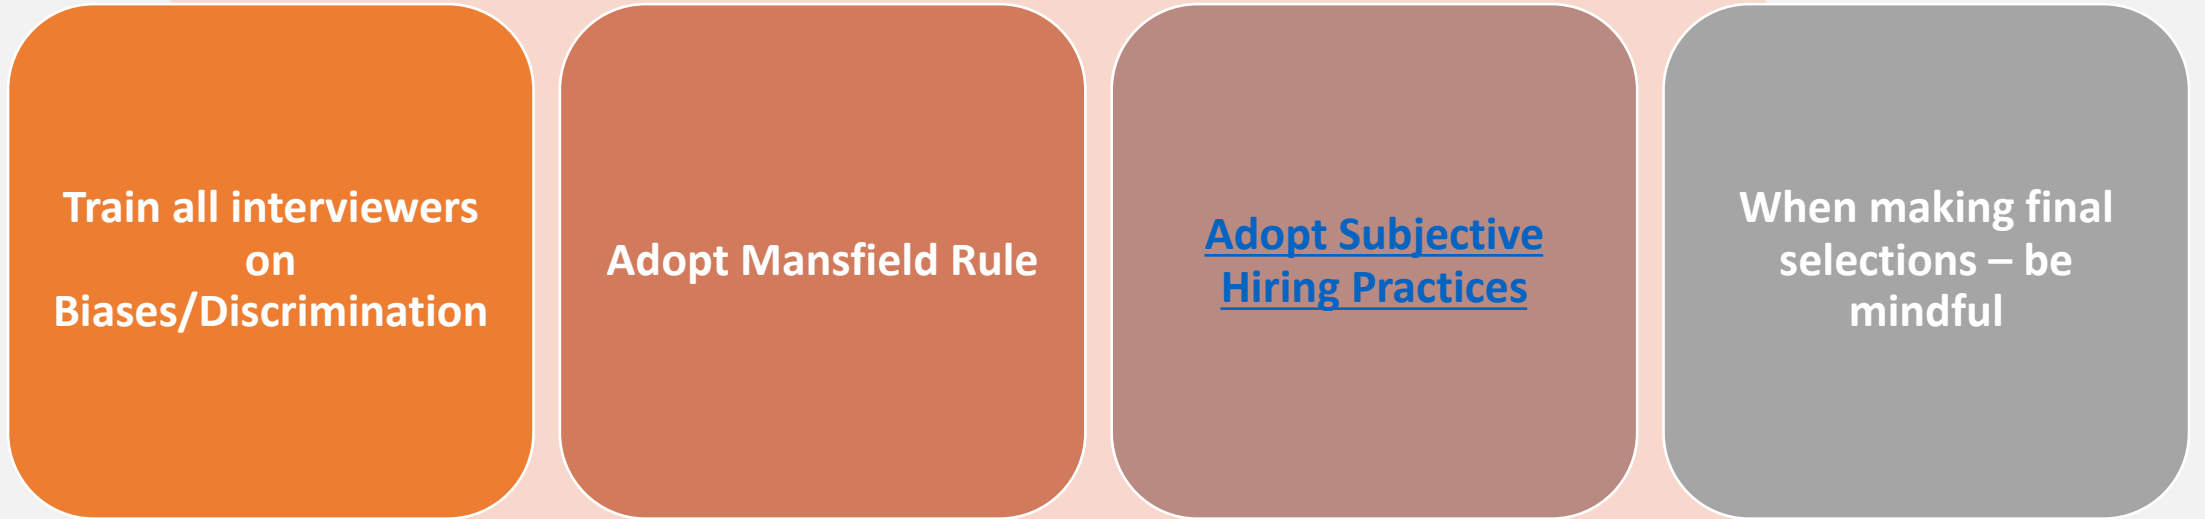 Train all interviewers
on
Biases/Discrimination
Adopt Mansfield Rule
Adopt Subjective
Hiring Practices
When making final
selections – be
mindful